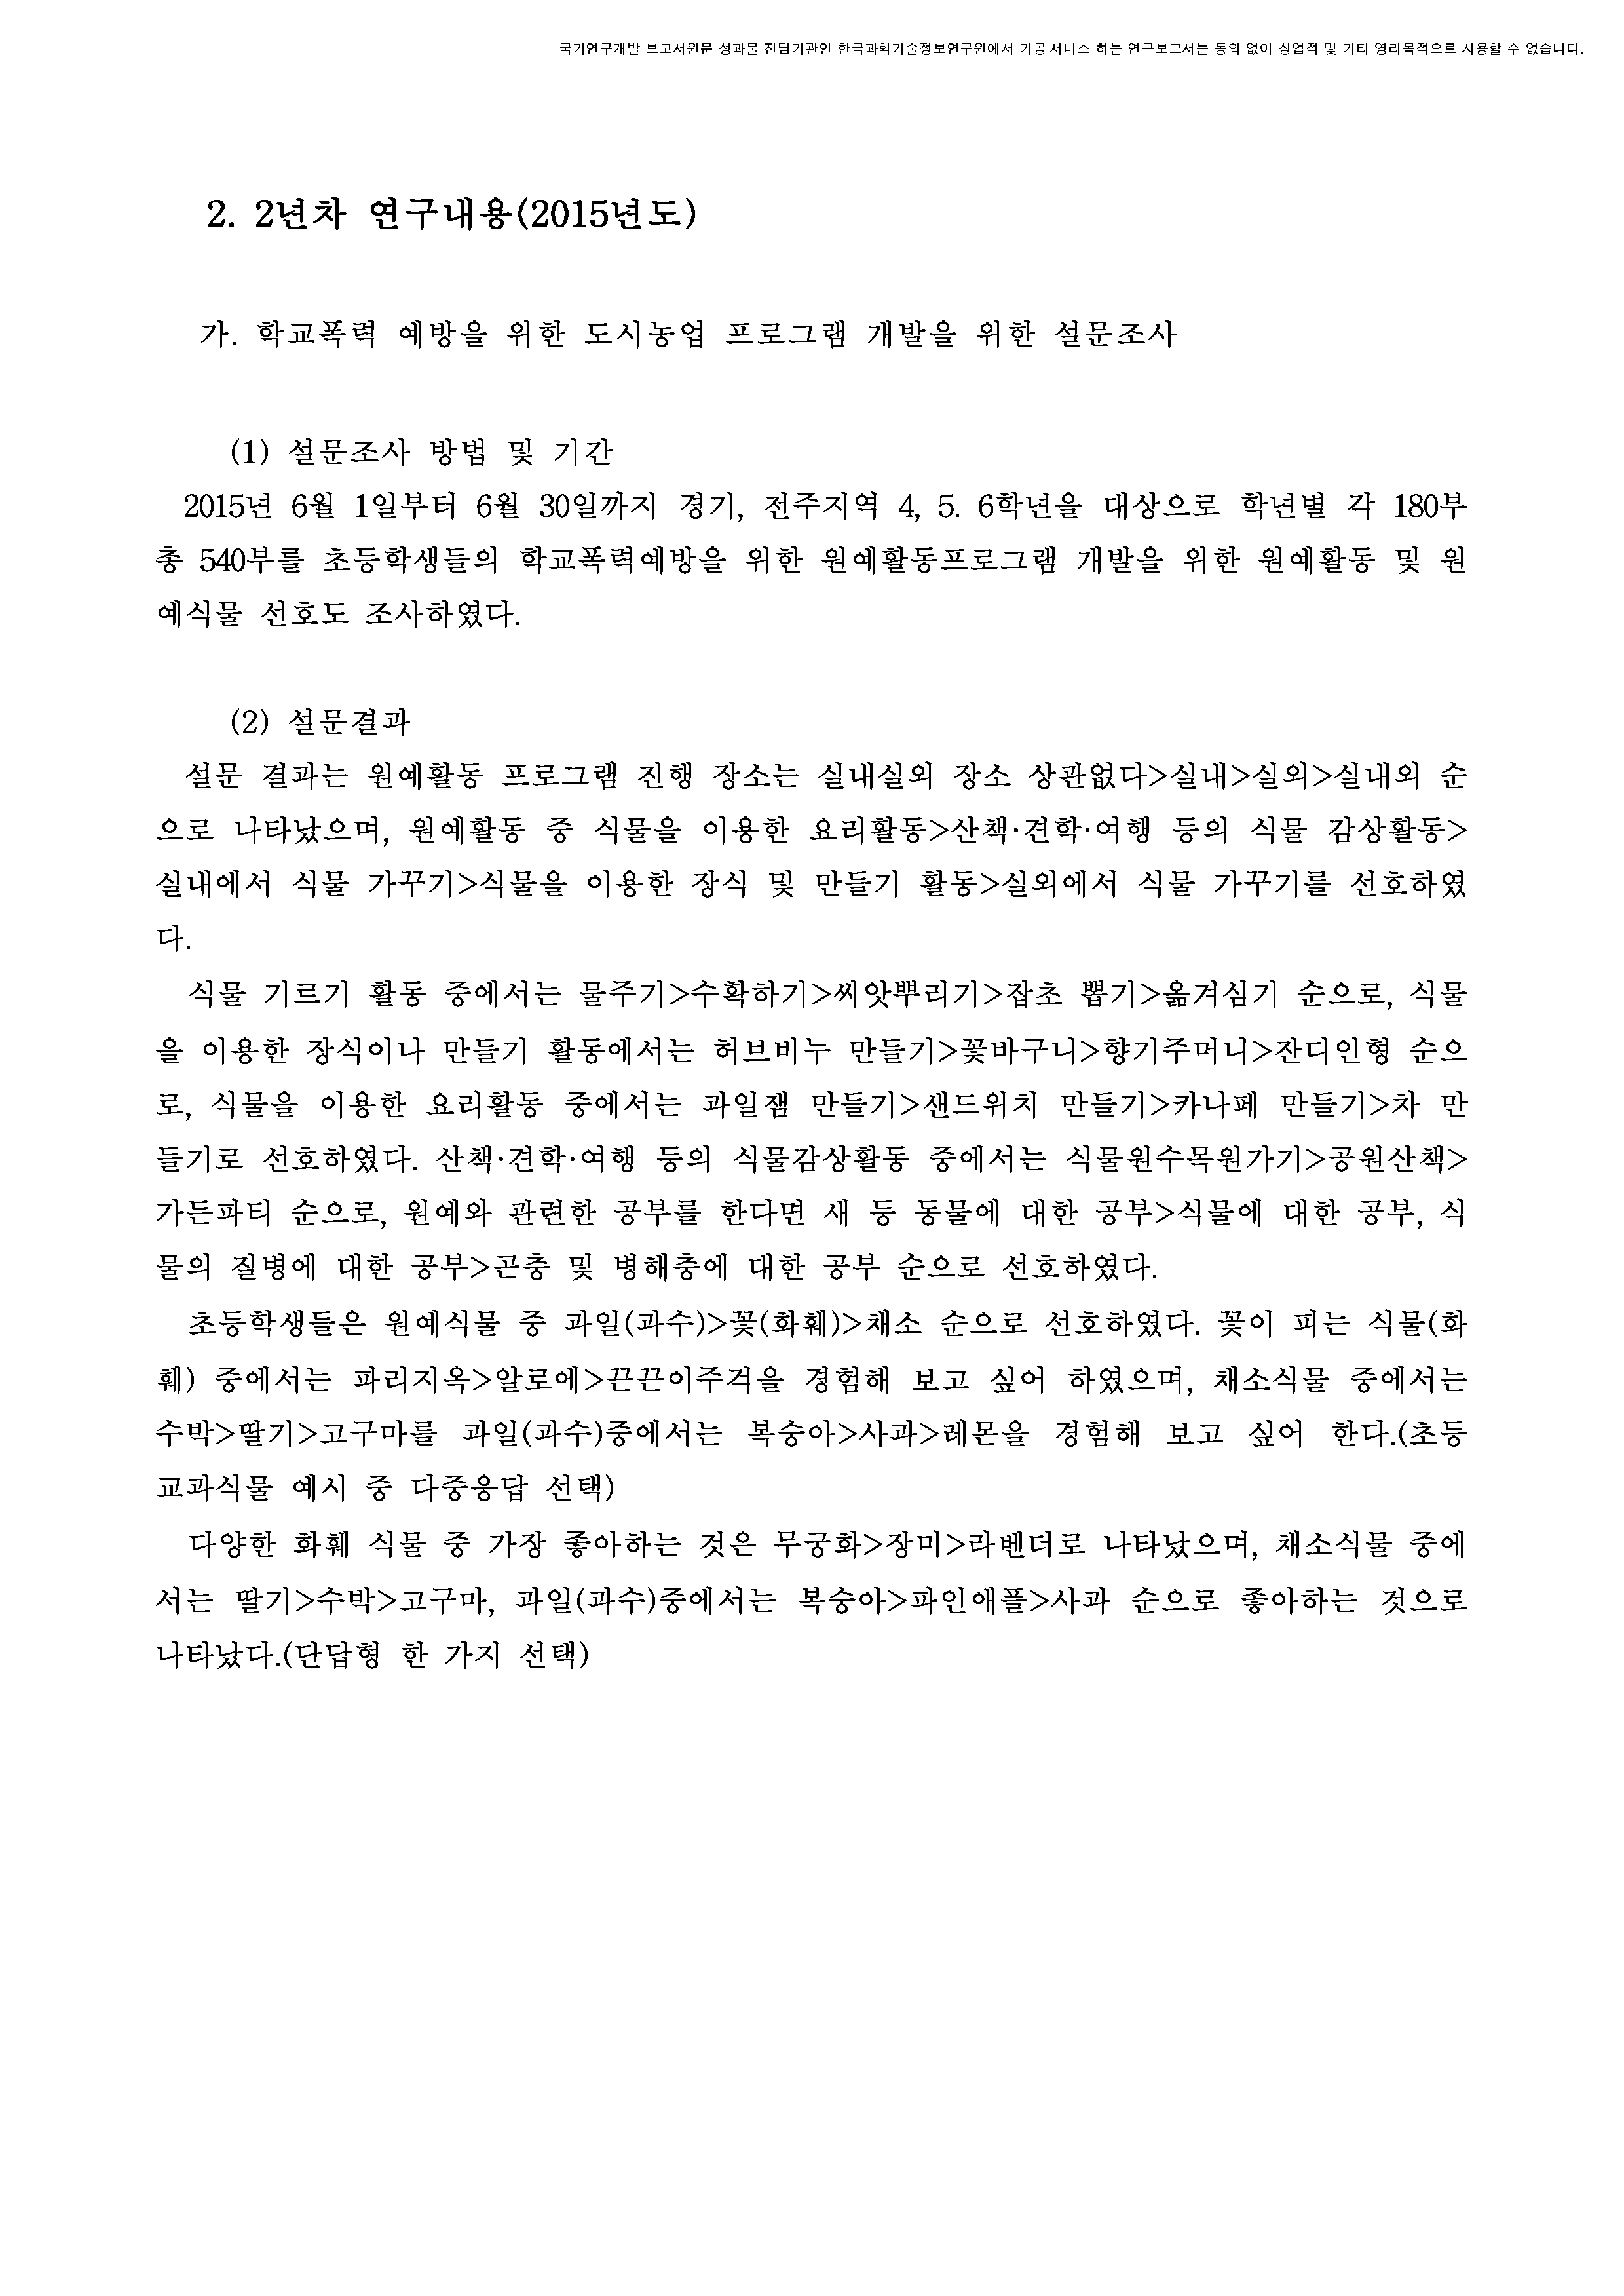 국가연구개발 보고서원문 성과물 전담기관인 한국과학기술정보연구원에서 가공·서비스 하는 연구보고서는 동의 없이 상업적 및 기타 영리목적으로 사용할 수 없습니다.
2. 2년차 연구내용(2015년도)
가. 학교폭력 예방을 위한 도시농업 프로그램 개발을 위한 설문조사
(1) 설문조사 방법 및 기간
2015년 6월 1일부터 6월 30일까지 경기, 전주지역 4, 5. 6학년을 대상으로 학년별 각 180부
총 540부를 초등학생들의 학교폭력예방을 위한 원예활동프로그램 개발을 위한 원예활동 및 원
예식물 선호도 조사하였다.
(2) 설문결과
설문 결과는 원예활동 프로그램 진행 장소는 실내실외 장소 상관없다>실내>실외>실내외 순
으로 나타났으며, 원예활동 중 식물을 이용한 요리활동>산책·견학·여행 등의 식물 감상활동>
실내에서 식물 가꾸기>식물을 이용한 장식 및 만들기 활동>실외에서 식물 가꾸기를 선호하였
다.
식물 기르기 활동 중에서는 물주기>수확하기>씨앗뿌리기>잡초 뽑기>옮겨심기 순으로, 식물
을 이용한 장식이나 만들기 활동에서는 허브비누 만들기>꽃바구니>향기주머니>잔디인형 순으
로, 식물을 이용한 요리활동 중에서는 과일잼 만들기>샌드위치 만들기>카나페 만들기>차 만
들기로 선호하였다. 산책·견학·여행 등의 식물감상활동 중에서는 식물원수목원가기>공원산책>
가든파티 순으로, 원예와 관련한 공부를 한다면 새 등 동물에 대한 공부>식물에 대한 공부, 식
물의 질병에 대한 공부>곤충 및 병해충에 대한 공부 순으로 선호하였다.
초등학생들은 원예식물 중 과일(과수)>꽃(화훼)>채소 순으로 선호하였다. 꽃이 피는 식물(화
훼) 중에서는 파리지옥>알로에>끈끈이주걱을 경험해 보고 싶어 하였으며, 채소식물 중에서는
수박>딸기>고구마를 과일(과수)중에서는 복숭아>사과>레몬을 경험해 보고 싶어 한다.(초등
교과식물 예시 중 다중응답 선택)
다양한 화훼 식물 중 가장 좋아하는 것은 무궁화>장미>라벤더로 나타났으며, 채소식물 중에
서는 딸기>수박>고구마, 과일(과수)중에서는 복숭아>파인애플>사과 순으로 좋아하는 것으로
나타났다.(단답형 한 가지 선택)